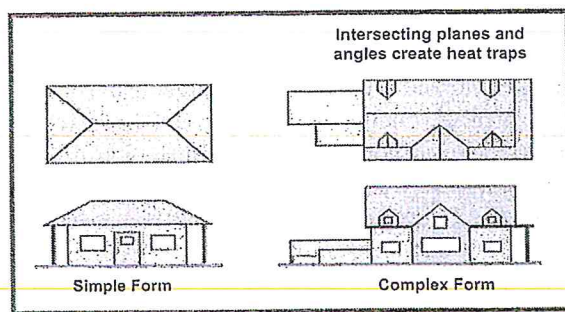 Intersecting planes and
angles create heat traps
Simple Form
Complex Form